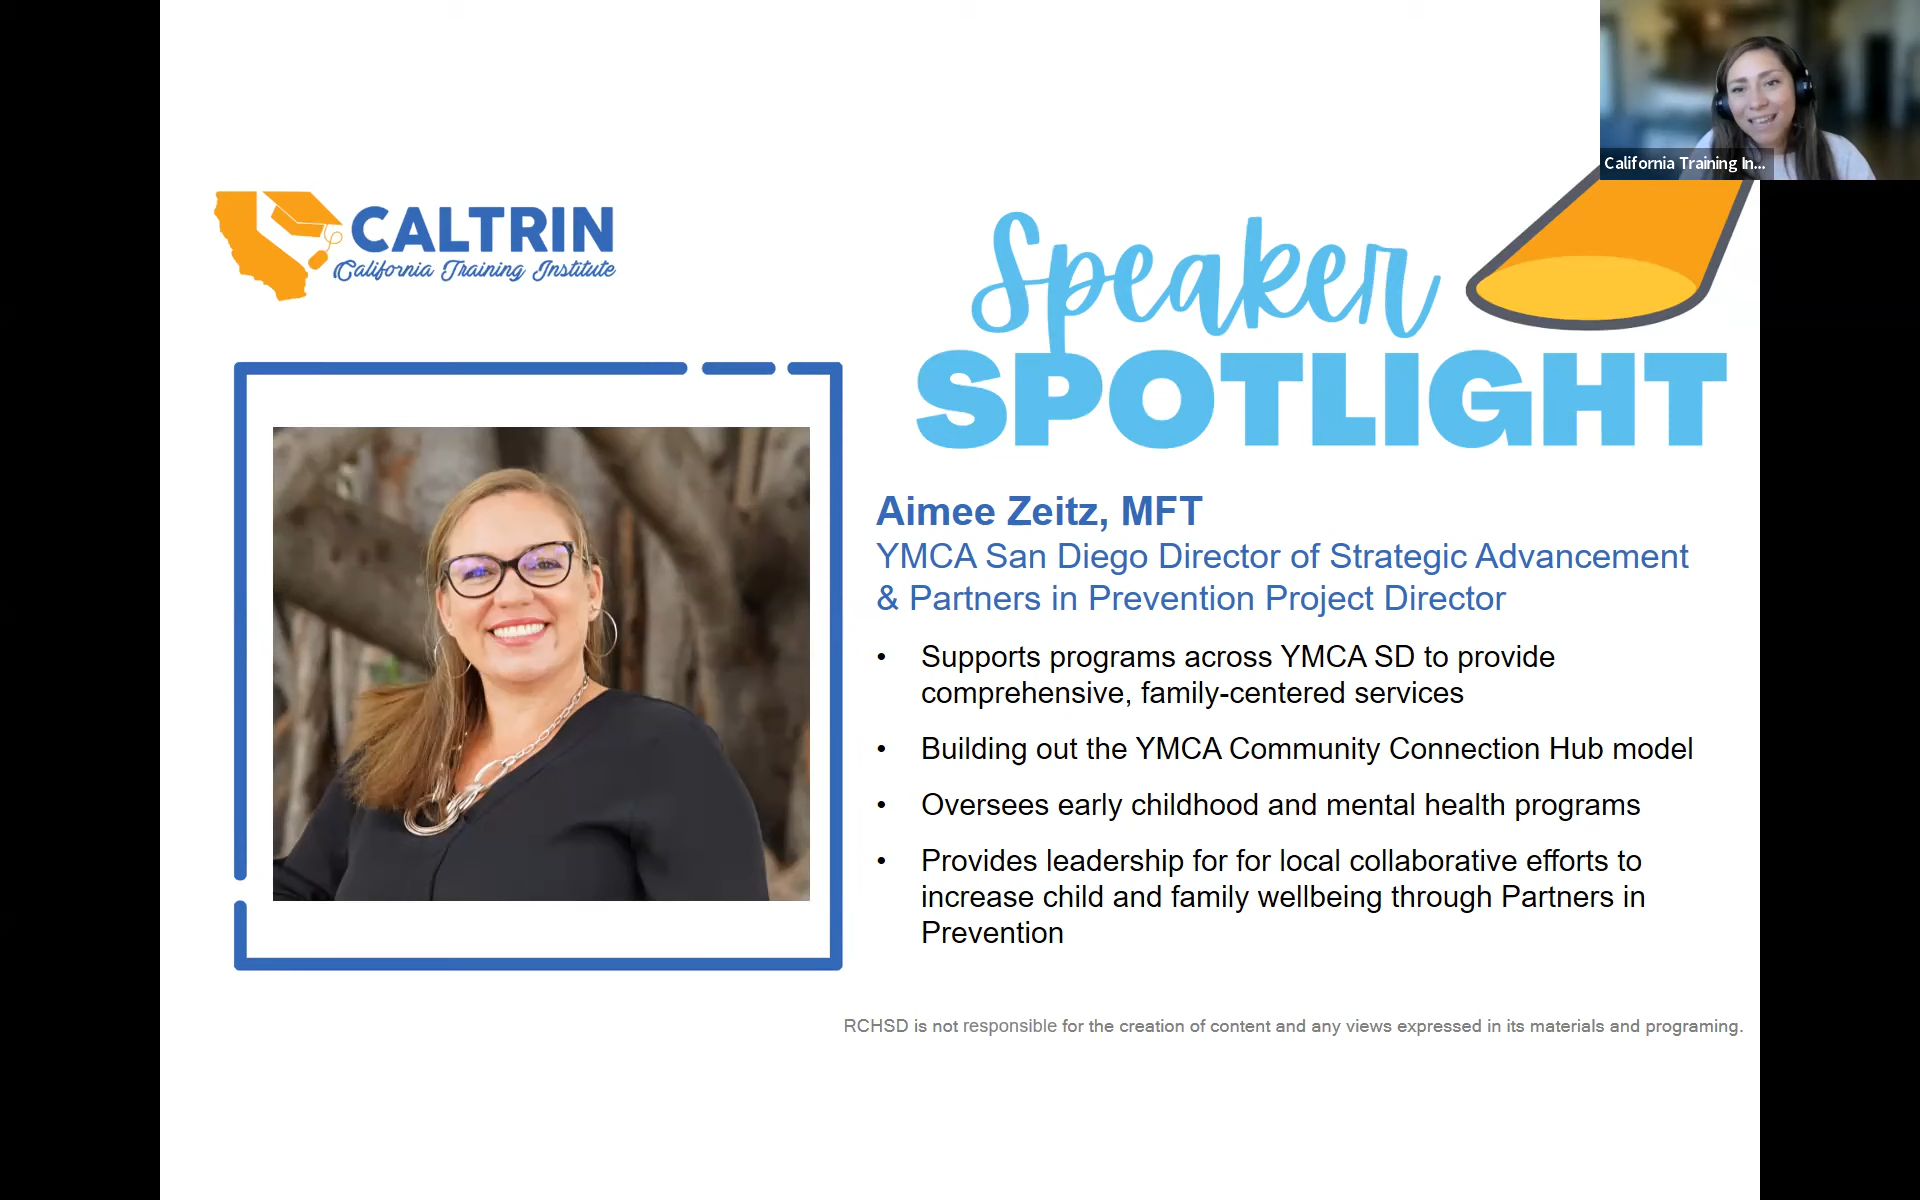 California Training In...
CALTRIN
California Training Institute
Speaker
SPOTLIGHT
Aimee Zeitz, MFT
YMCA San Diego Director of Strategic Advancement
& Partners in Prevention Project Director
• Supports programs across YMCA SD to provide
comprehensive, family-centered services
• Building out the YMCA Community Connection Hub model
• Oversees early childhood and mental health programs
• Provides leadership for for local collaborative efforts to
increase child and family wellbeing through Partners in
Prevention
RCHSD is not responsible for the creation of content and any views expressed in its materials and programing.